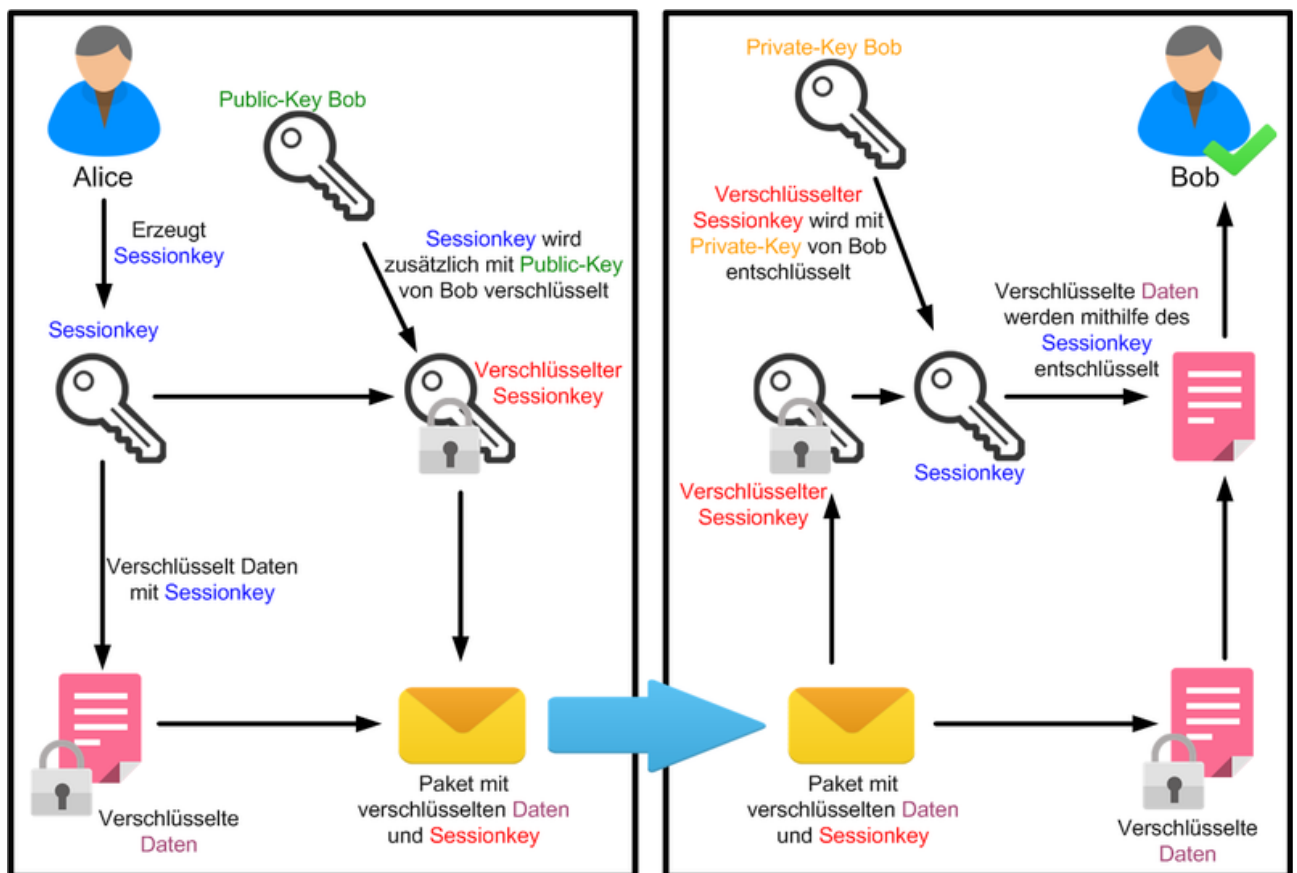 Alice
Public-Key Bob
Erzeugt
Sessionkey
Sessionkey wird
zusätzlich mit Public-Key
von Bob verschlüsselt
Sessionkey
Verschlüsselter
Sessionkey
Verschlüsselt Daten
mit Sessionkey
Verschlüsselte
Daten
Paket mit
verschlüsselten Daten
und Sessionkey
Private-Key Bob
Bob
Verschlüsselter
Sessionkey wird mit
Private-Key von Bob
entschlüsselt
Verschlüsselte Daten
werden mithilfe des
Sessionkey
entschlüsselt
Sessionkey
Verschlüsselter
Sessionkey
Paket mit
verschlüsselten Daten
und Sessionkey
Verschlüsselte
Daten